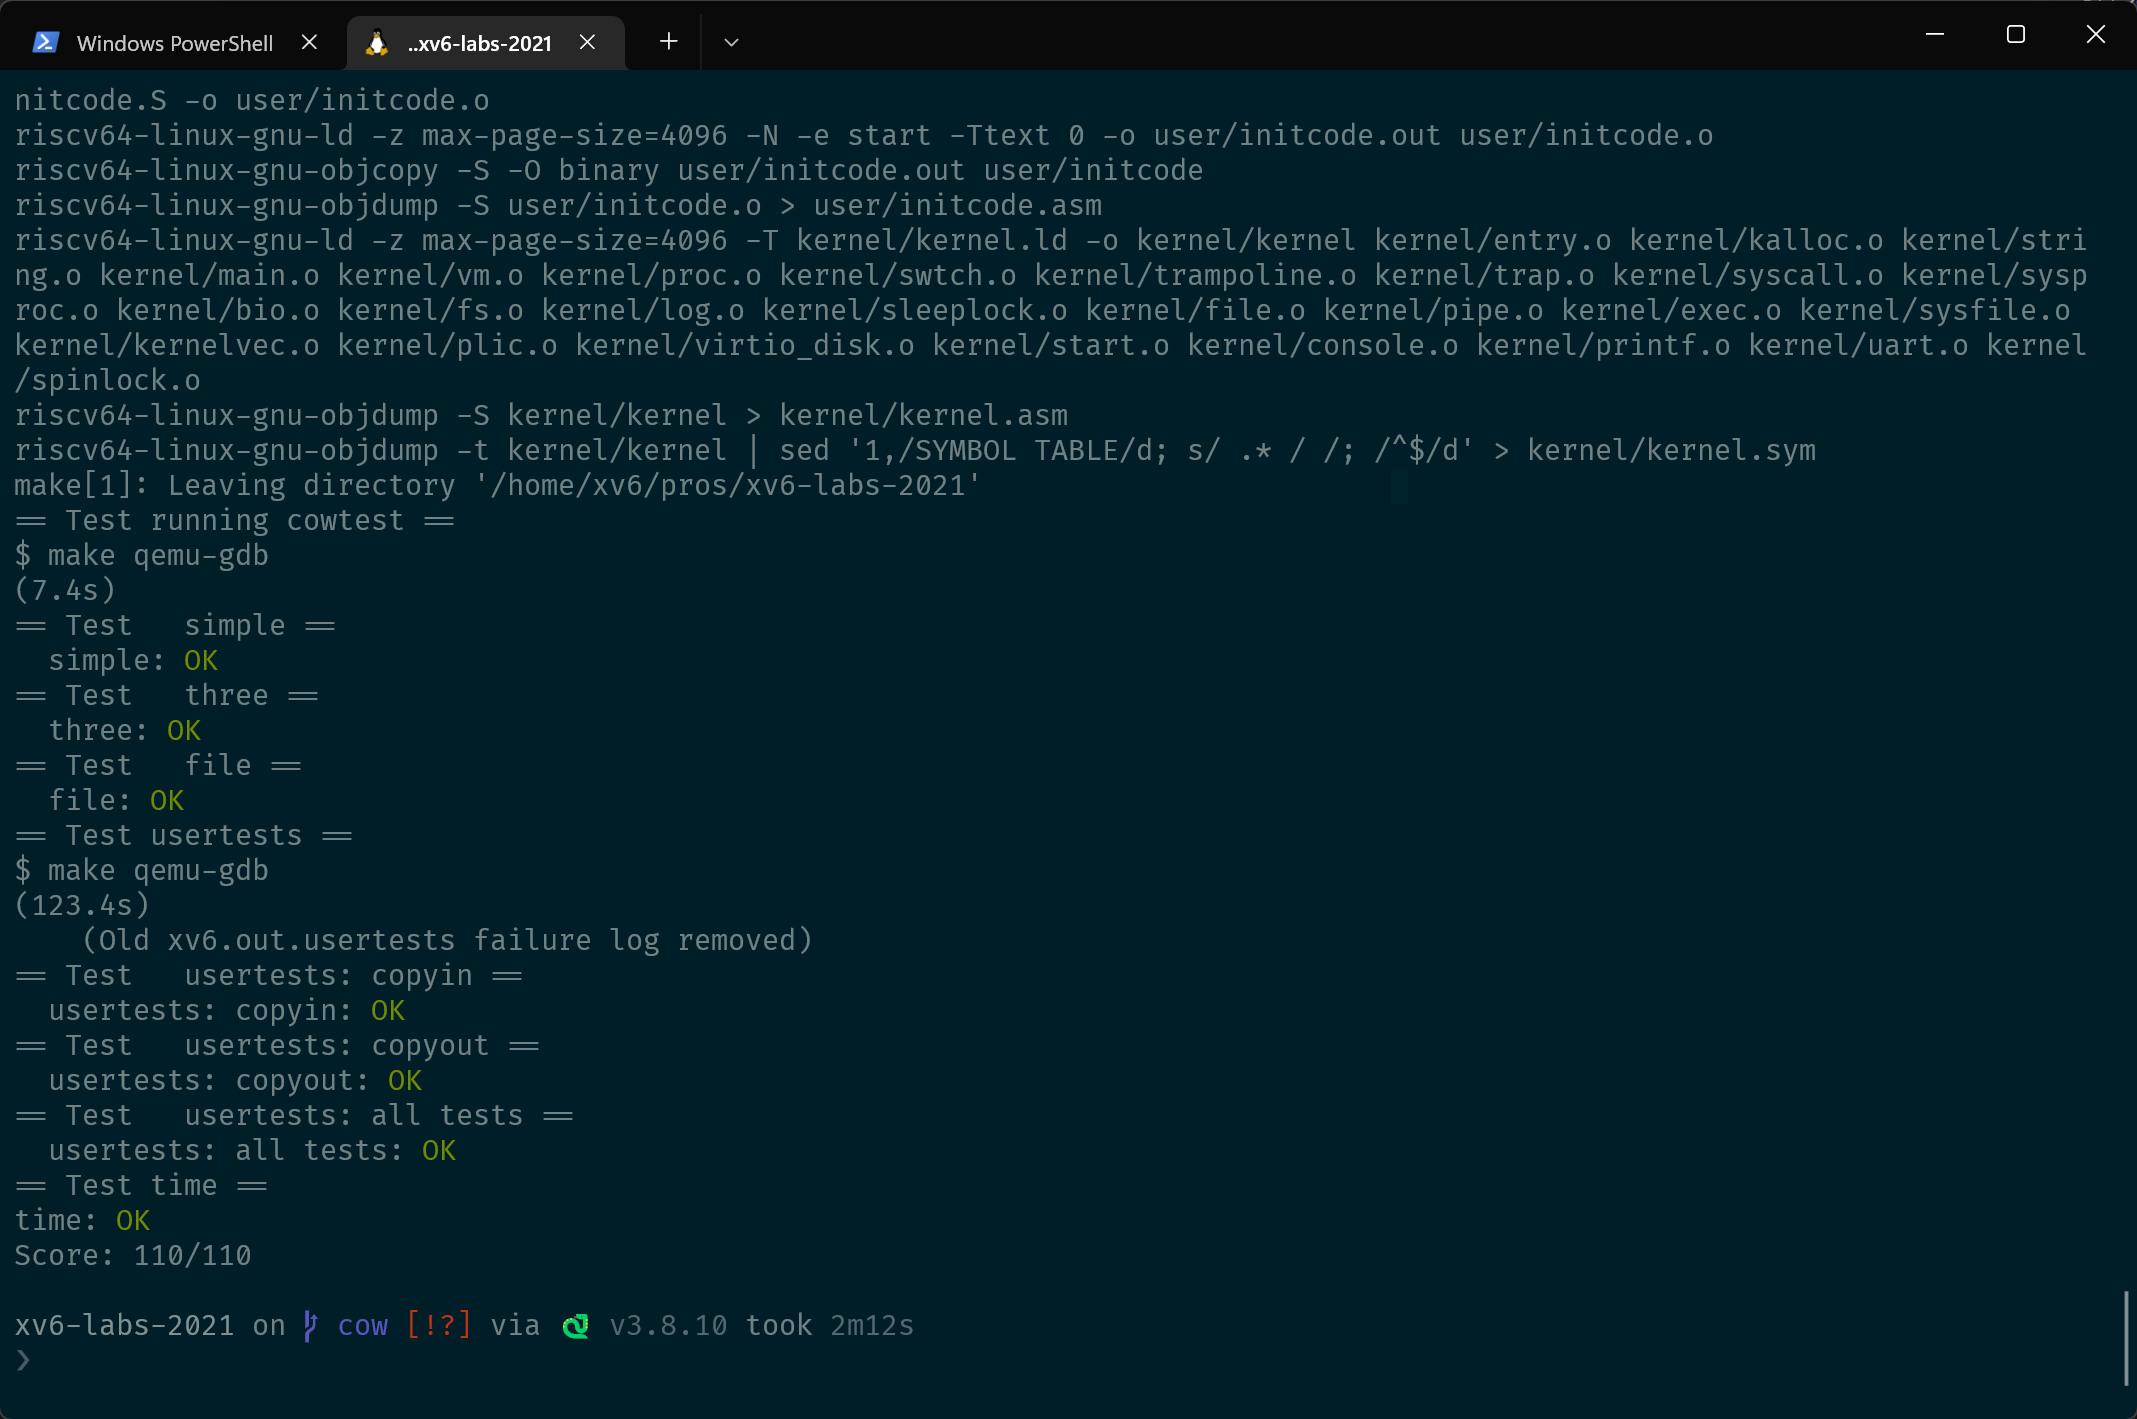 Windows PowerShell
..xv6-labs-2021
nitcode.S -o user/initcode.o
riscv64-linux-gnu-ld -z max-page-size=4096 -N -e start -Ttext 0 -o user/initcode.out user/initcode.o
riscv64-linux-gnu-objcopy -S -O binary user/initcode.out user/initcode
riscv64-linux-gnu-objdump -S user/initcode.o > user/initcode.asm
riscv64-linux-gnu-ld -z max-page-size=4096 -T kernel/kernel.ld -o kernel/kernel kernel/entry.o kernel/kalloc.o kernel/stri
ng.o kernel/main.o kernel/vm.o kernel/proc.o kernel/swtch.o kernel/trampoline.o kernel/trap.o kernel/syscall.o kernel/sysp
roc.o kernel/bio.o kernel/fs.o kernel/log.o kernel/sleeplock.o kernel/file.o kernel/pipe.o kernel/exec.o kernel/sysfile.o
kernel/kernelvec.o kernel/plic.o kernel/virtio_disk.o kernel/start.o kernel/console.o kernel/printf.o kernel/uart.o kernel
/spinlock.o
riscv64-linux-gnu-objdump -S kernel/kernel > kernel/kernel.asm
riscv64-linux-gnu-objdump -t kernel/kernel | sed '1,/SYMBOL TABLE/d; s/ .* / /; /^$/d' > kernel/kernel.sym
make[1]: Leaving directory '/home/xv6/pros/xv6-labs-2021'
== Test running cowtest ==
$ make qemu-gdb
(7.4s)
== Test   simple ==
  simple: OK
== Test   three ==
  three: OK
== Test   file ==
  file: OK
== Test usertests ==
$ make qemu-gdb
(123.4s)
    (Old xv6.out.usertests failure log removed)
== Test   usertests: copyin ==
  usertests: copyin: OK
== Test   usertests: copyout ==
  usertests: copyout: OK
== Test   usertests: all tests ==
  usertests: all tests: OK
== Test time ==
time: OK
Score: 110/110
xv6-labs-2021 on cow [!?] via v3.8.10 took 2m12s
❯